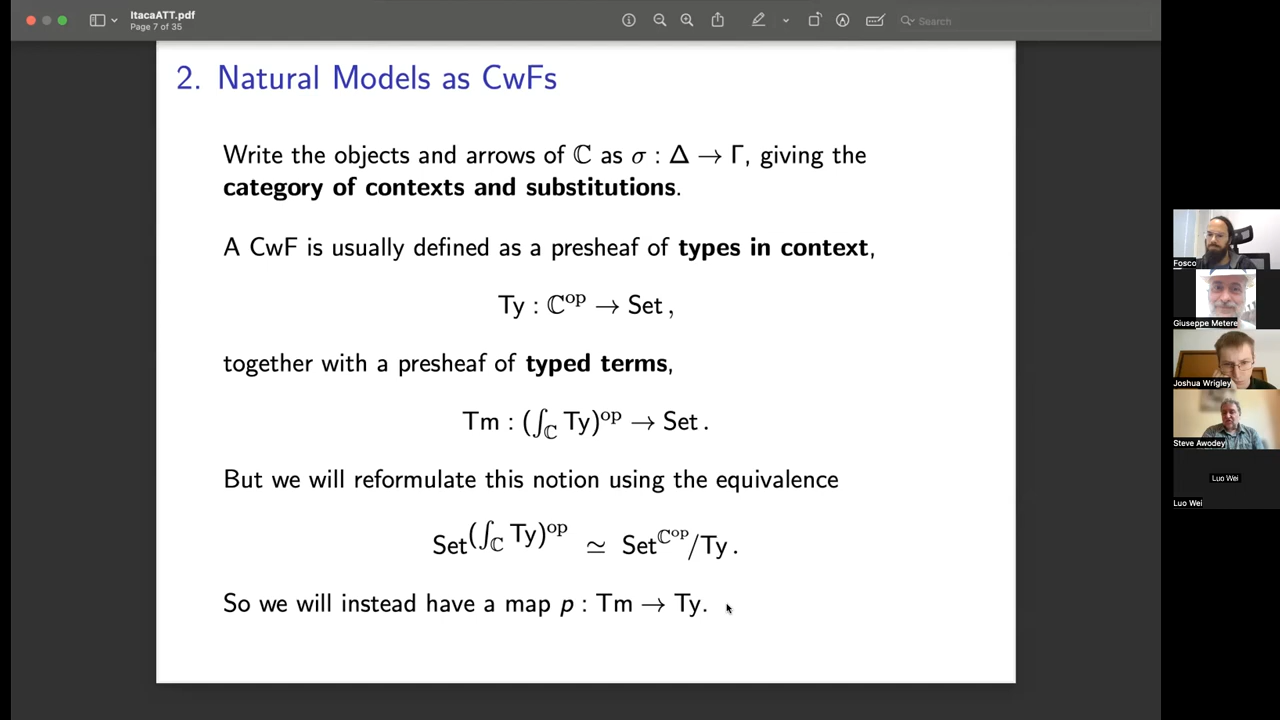 ItacaATT.pdf
Page 7 of 35
Search
2. Natural Models as CwFs
Write the objects and arrows of ℂ as σ : Δ → Γ, giving the
category of contexts and substitutions.
A CwF is usually defined as a presheaf of types in context,
Ty : ℂᵒᵖ → Set ,
together with a presheaf of typed terms,
Tm : (∫_ℂ Ty)ᵒᵖ → Set .
But we will reformulate this notion using the equivalence
Set^(∫_ℂ Ty)ᵒᵖ ≃ Set^ℂᵒᵖ/Ty .
So we will instead have a map p : Tm → Ty.
Fosco
Giuseppe Metere
Joshua Wrigley
Steve Awodey
Luo Wei
Luo Wei